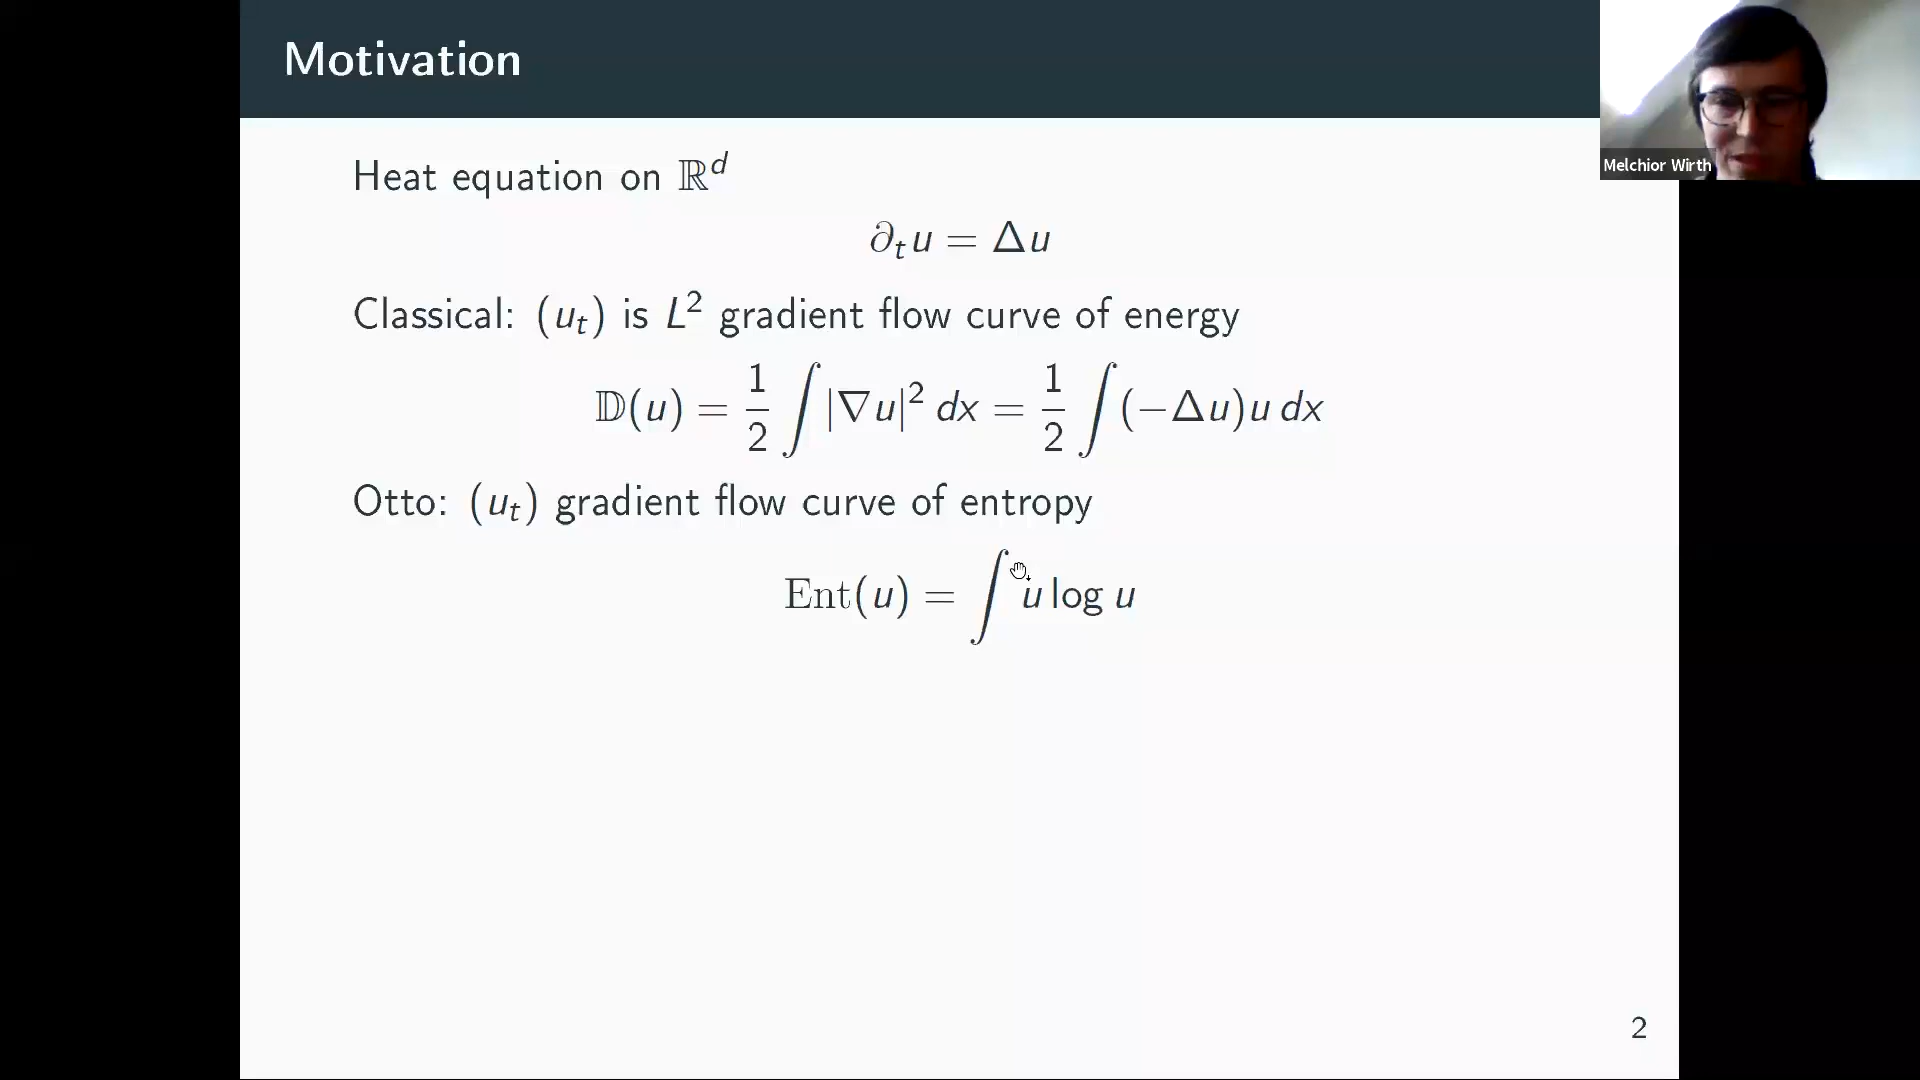 Motivation
Melchior Wirth
Heat equation on ℝ^d
∂_t u = Δu
Classical: (u_t) is L² gradient flow curve of energy
𝔻(u) = 1/2 ∫ |∇u|² dx = 1/2 ∫ (−Δu)u dx
Otto: (u_t) gradient flow curve of entropy
Ent(u) = ∫ u log u
2